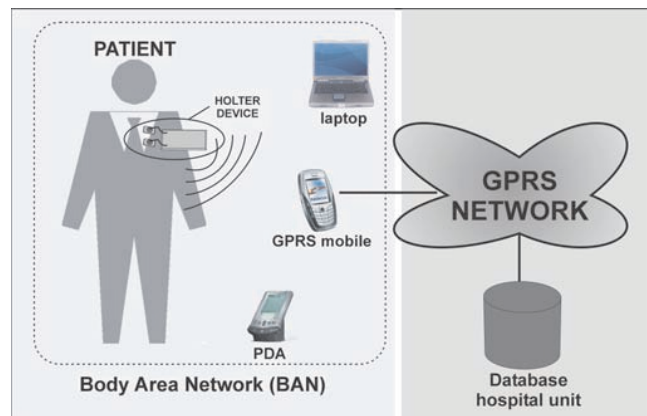 PATIENT
HOLTER
DEVICE
laptop
GPRS mobile
PDA
Body Area Network (BAN)
GPRS
NETWORK
Database
hospital unit